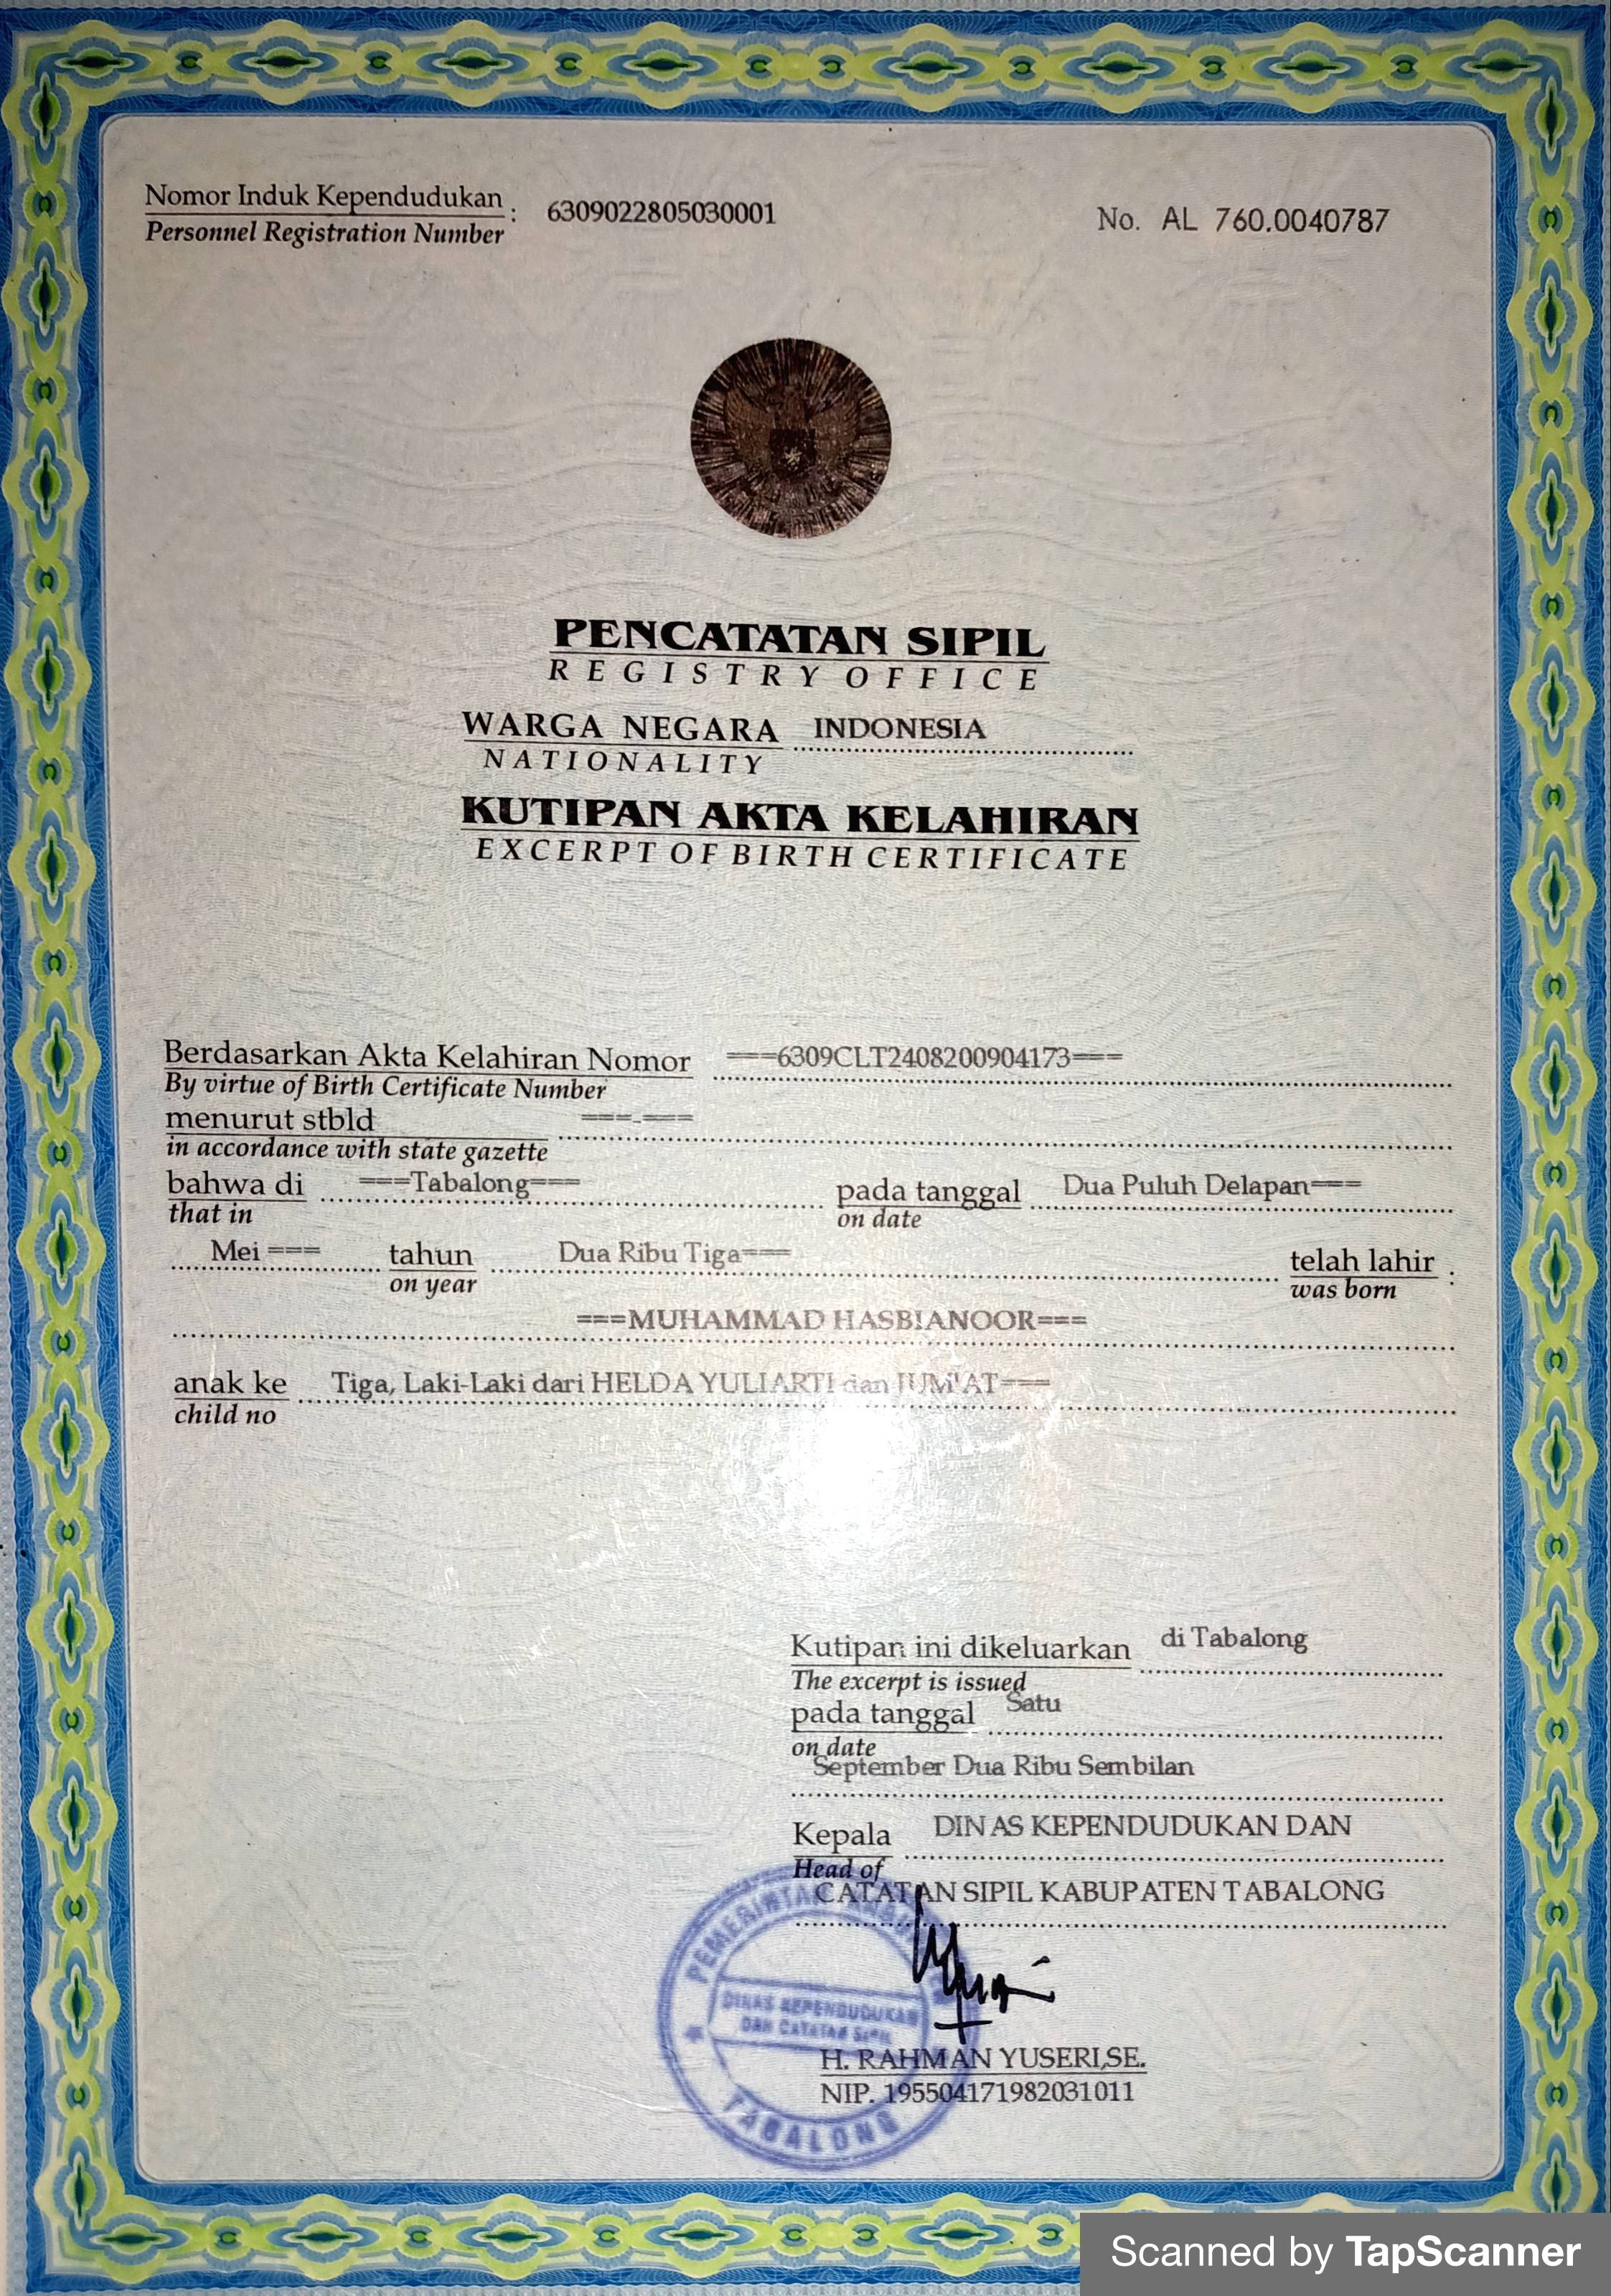 Nomor Induk Kependudukan : 6309022805030001
Personnel Registration Number
No. AL 760.0040787
PENCATATAN SIPIL
REGISTRY OFFICE
WARGA NEGARA INDONESIA
NATIONALITY
KUTIPAN AKTA KELAHIRAN
EXCERPT OF BIRTH CERTIFICATE
Berdasarkan Akta Kelahiran Nomor ===6309CLT2408200904173===
By virtue of Birth Certificate Number
menurut stbld ===-===
in accordance with state gazette
bahwa di ===Tabalong=== pada tanggal Dua Puluh Delapan===
that in on date
Mei === tahun Dua Ribu Tiga=== telah lahir :
on year was born
===MUHAMMAD HASBIANOOR===
anak ke Tiga, Laki-Laki dari HELDA YULIARTI dan JUM'AT===
child no
Kutipan ini dikeluarkan di Tabalong
The excerpt is issued
pada tanggal Satu
on date
September Dua Ribu Sembilan
Kepala DINAS KEPENDUDUKAN DAN
Head of
CATATAN SIPIL KABUPATEN TABALONG
PEMERINTAH
DINAS KEPENDUDUKAN
DAN CATATAN SIPIL
TABALONG
H. RAHMAN YUSERI,SE.
NIP. 195504171982031011
Scanned by TapScanner